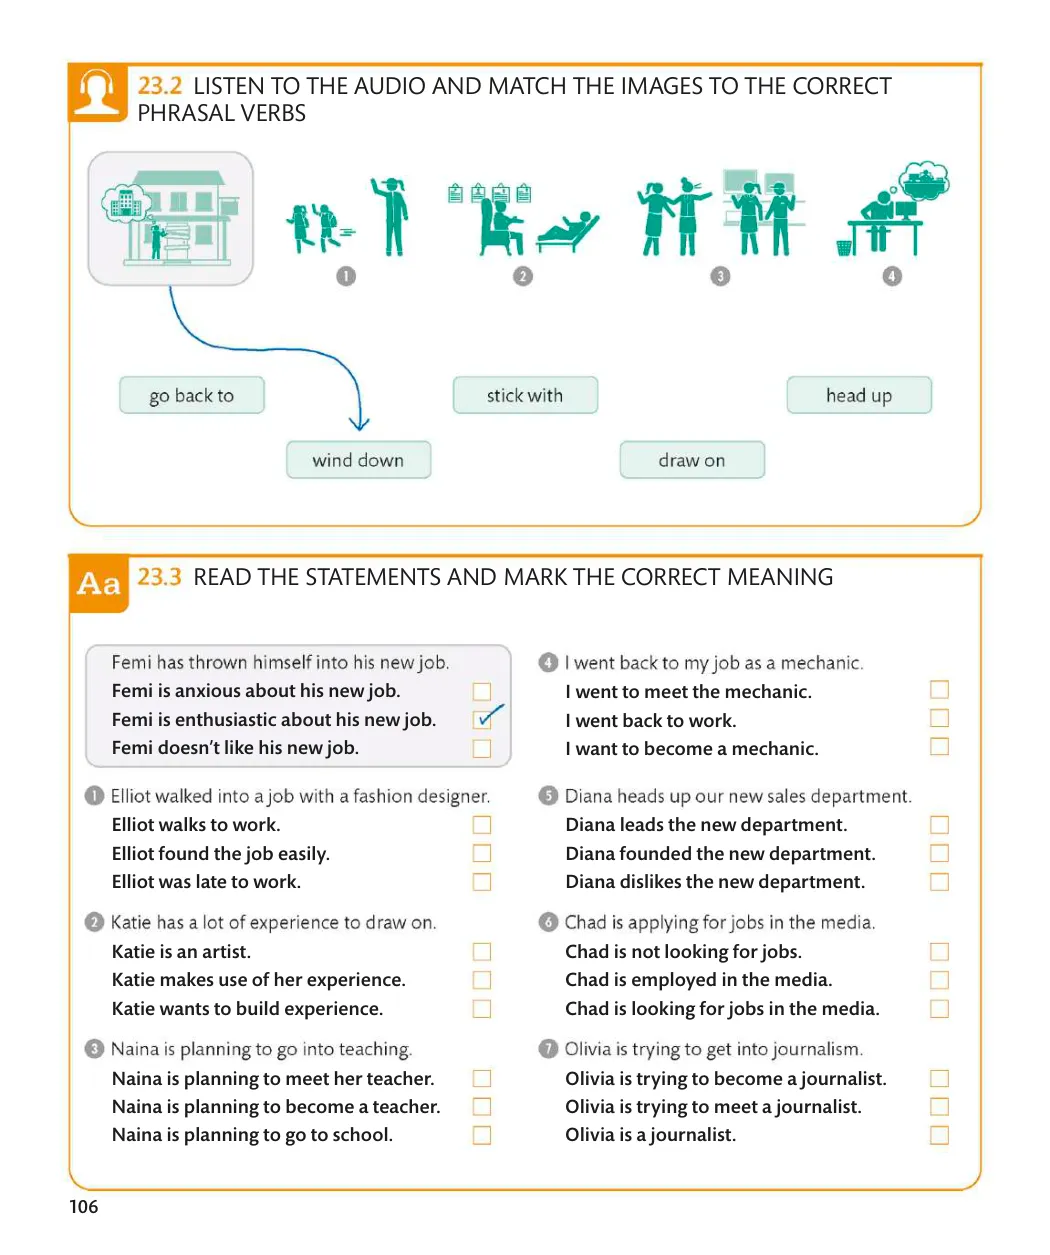 23.2 LISTEN TO THE AUDIO AND MATCH THE IMAGES TO THE CORRECT
PHRASAL VERBS
1
2
3
4
go back to
stick with
head up
wind down
draw on
Aa 23.3 READ THE STATEMENTS AND MARK THE CORRECT MEANING
Femi has thrown himself into his new job.
Femi is anxious about his new job.
Femi is enthusiastic about his new job.
Femi doesn't like his new job.
1 Elliot walked into a job with a fashion designer.
Elliot walks to work.
Elliot found the job easily.
Elliot was late to work.
2 Katie has a lot of experience to draw on.
Katie is an artist.
Katie makes use of her experience.
Katie wants to build experience.
3 Naina is planning to go into teaching.
Naina is planning to meet her teacher.
Naina is planning to become a teacher.
Naina is planning to go to school.
4 I went back to my job as a mechanic.
I went to meet the mechanic.
I went back to work.
I want to become a mechanic.
5 Diana heads up our new sales department.
Diana leads the new department.
Diana founded the new department.
Diana dislikes the new department.
6 Chad is applying for jobs in the media.
Chad is not looking for jobs.
Chad is employed in the media.
Chad is looking for jobs in the media.
7 Olivia is trying to get into journalism.
Olivia is trying to become a journalist.
Olivia is trying to meet a journalist.
Olivia is a journalist.
106